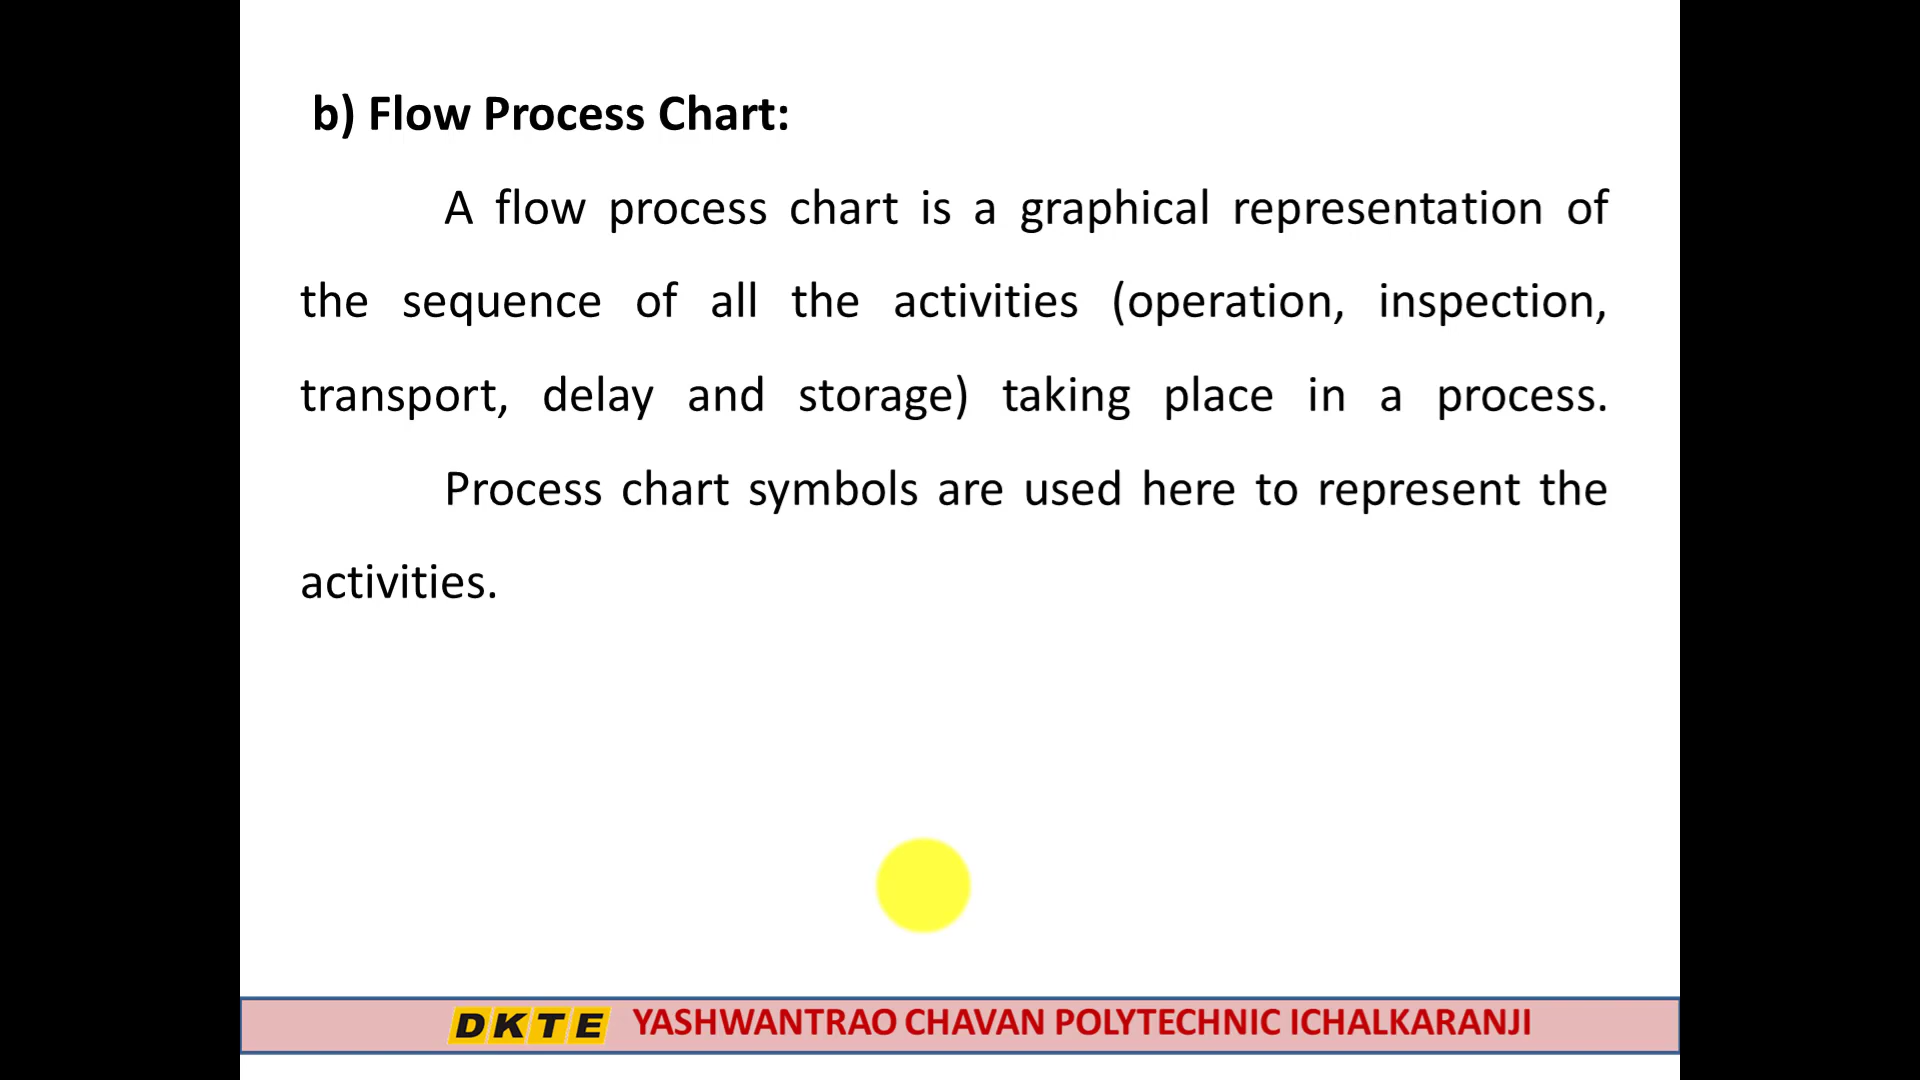 b) Flow Process Chart:
A flow process chart is a graphical representation of
the sequence of all the activities (operation, inspection,
transport, delay and storage) taking place in a process.
Process chart symbols are used here to represent the
activities.
DKTE YASHWANTRAO CHAVAN POLYTECHNIC ICHALKARANJI